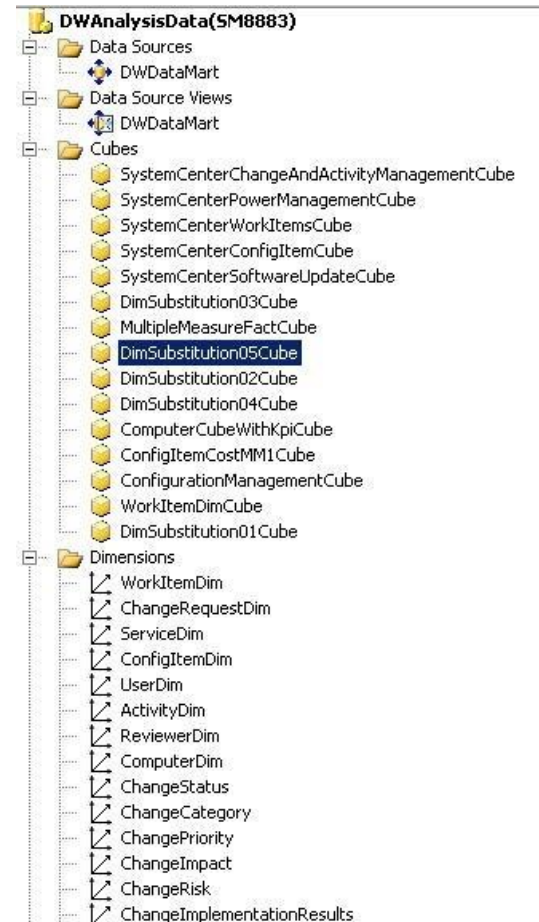 DWAnalysisData(SM8883)
Data Sources
DWDataMart
Data Source Views
DWDataMart
Cubes
SystemCenterChangeAndActivityManagementCube
SystemCenterPowerManagementCube
SystemCenterWorkItemsCube
SystemCenterConfigItemCube
SystemCenterSoftwareUpdateCube
DimSubstitution03Cube
MultipleMeasureFactCube
DimSubstitution05Cube
DimSubstitution02Cube
DimSubstitution04Cube
ComputerCubeWithKpiCube
ConfigItemCostMM1Cube
ConfigurationManagementCube
WorkItemDimCube
DimSubstitution01Cube
Dimensions
WorkItemDim
ChangeRequestDim
ServiceDim
ConfigItemDim
UserDim
ActivityDim
ReviewerDim
ComputerDim
ChangeStatus
ChangeCategory
ChangePriority
ChangeImpact
ChangeRisk
ChangeImplementationResults